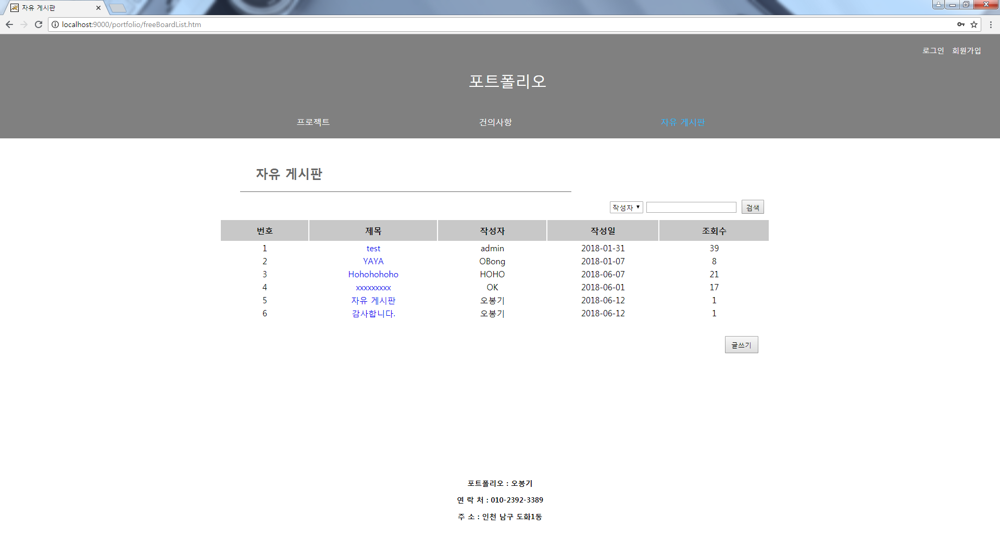 자유 게시판
localhost:9000/portfolio/freeBoardList.htm
로그인 회원가입
포트폴리오
프로젝트 건의사항 자유 게시판
자유 게시판
작성자 검색
번호 제목 작성자 작성일 조회수
1 test admin 2018-01-31 39
2 YAYA OBong 2018-01-07 8
3 Hohohohoho HOHO 2018-06-07 21
4 xxxxxxxxx OK 2018-06-01 17
5 자유 게시판 오봉기 2018-06-12 1
6 감사합니다. 오봉기 2018-06-12 1
글쓰기
포트폴리오 : 오봉기
연 락 처 : 010-2392-3389
주 소 : 인천 남구 도화1동